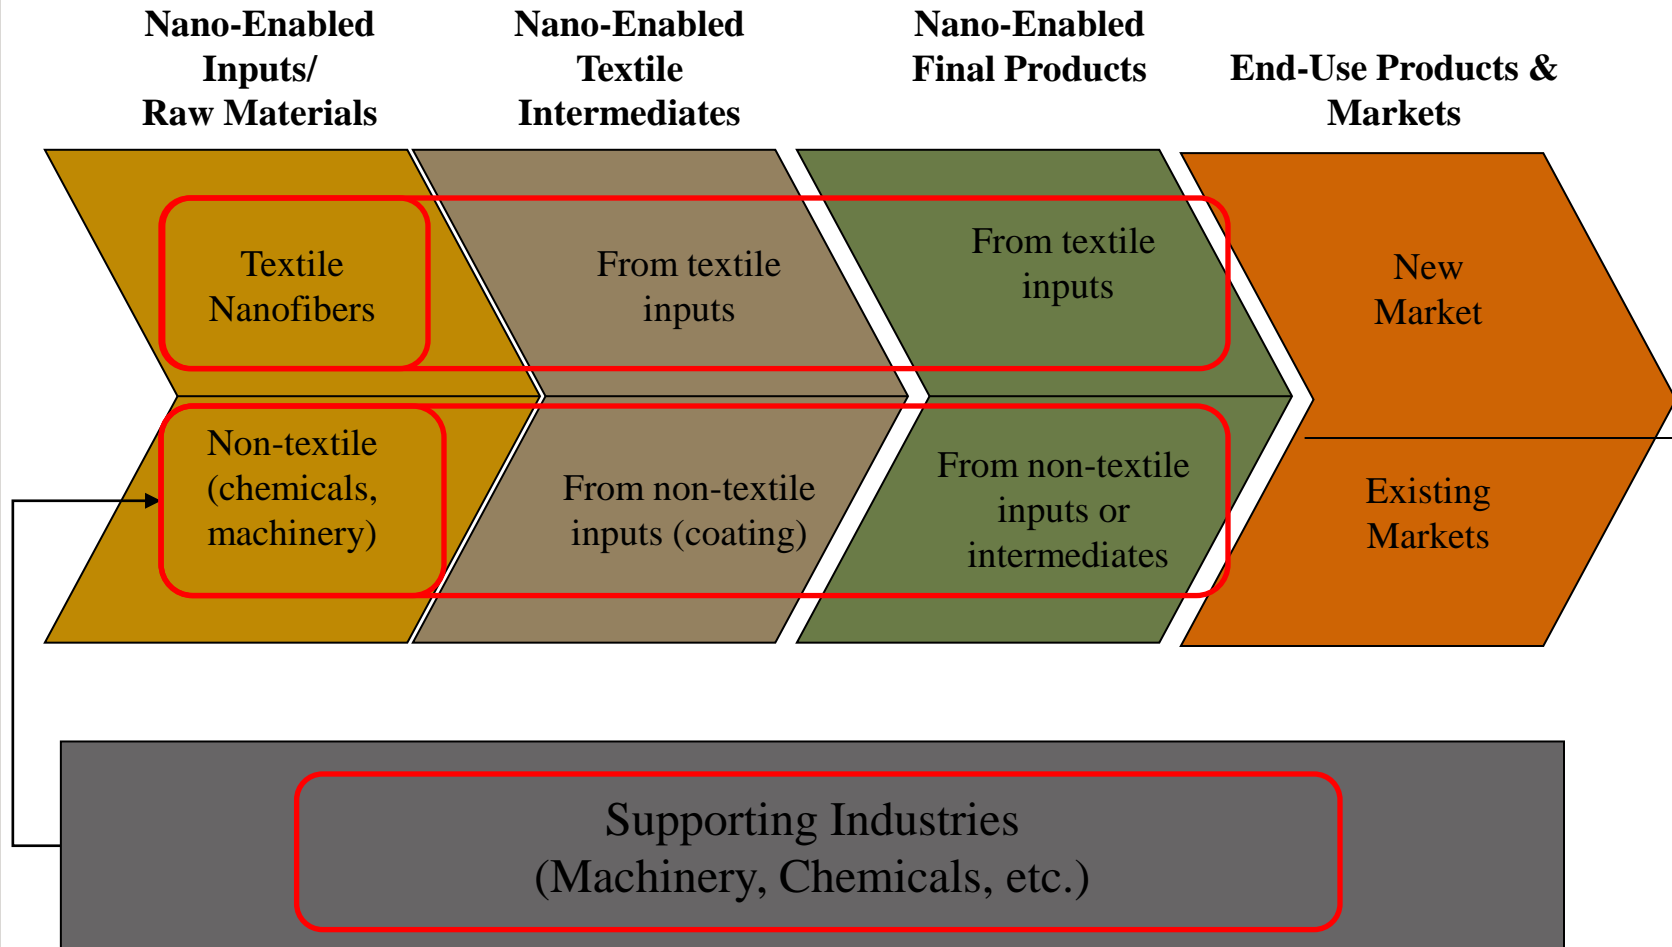 Nano-Enabled
Inputs/
Raw Materials
Nano-Enabled
Textile
Intermediates
Nano-Enabled
Final Products
End-Use Products &
Markets
Textile
Nanofibers
From textile
inputs
From textile
inputs
New
Market
Non-textile
(chemicals,
machinery)
From non-textile
inputs (coating)
From non-textile
inputs or
intermediates
Existing
Markets
Supporting Industries
(Machinery, Chemicals, etc.)